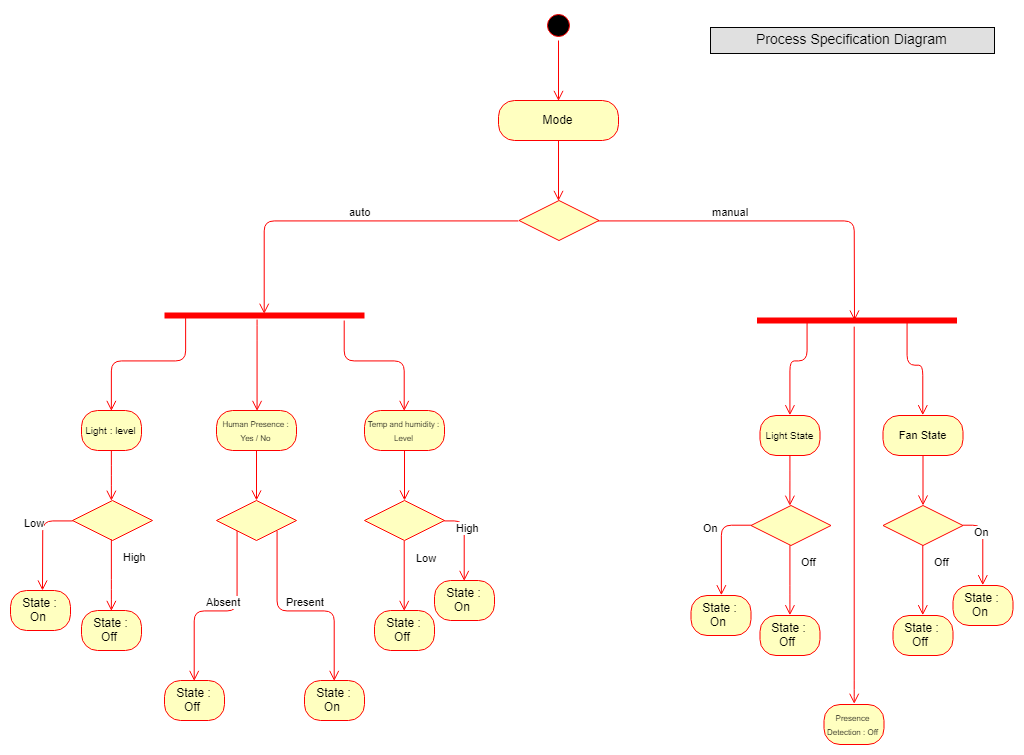 Process Specification Diagram
Mode
auto
manual
Light : level
Human Presence :
Yes / No
Temp and humidity :
Level
Light State
Fan State
Low
High
Absent
Present
Low
High
On
Off
Off
On
State :
On
State :
Off
State :
Off
State :
On
State :
Off
State :
On
State :
On
State :
Off
State :
Off
State :
On
Presence
Detection : Off